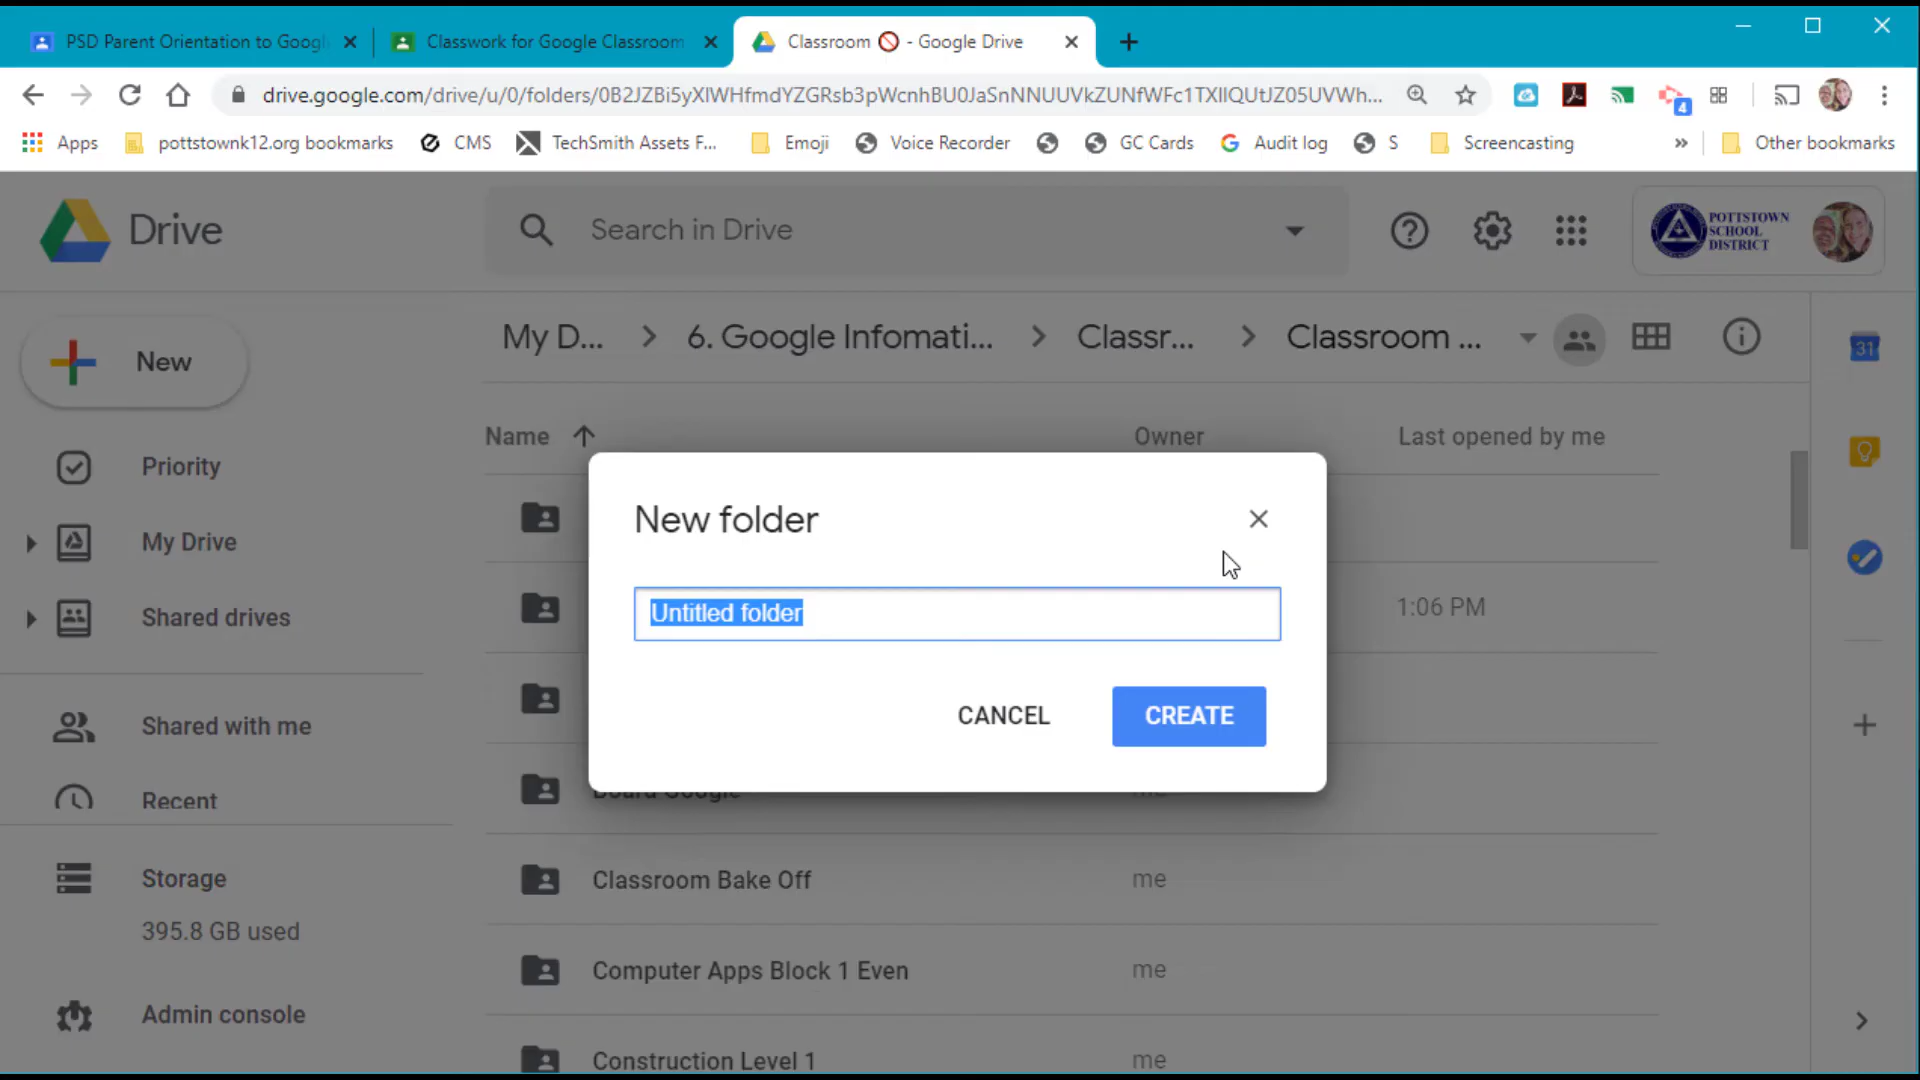 PSD Parent Orientation to Googl
Classwork for Google Classroom
Classroom 🚫 - Google Drive
drive.google.com/drive/u/0/folders/0B2JZBi5yXlWHfmdYZGRsb3pWcnhBU0JaSnNNUUVkZUNfWFc1TXllQUtJZ05UVWh...
4
Apps
pottstownk12.org bookmarks
CMS
TechSmith Assets F...
Emoji
Voice Recorder
GC Cards
Audit log
S
Screencasting
»
Other bookmarks
Drive
Search in Drive
POTTSTOWN
SCHOOL
DISTRICT
New
My D... > 6. Google Infomati... > Classr... > Classroom ...
31
Name
Owner
Last opened by me
Priority
My Drive
Shared drives
Shared with me
Recent
Storage
395.8 GB used
Admin console
New folder
Untitled folder
CANCEL
CREATE
1:06 PM
Board Google
me
Classroom Bake Off
me
Computer Apps Block 1 Even
me
Construction Level 1
me